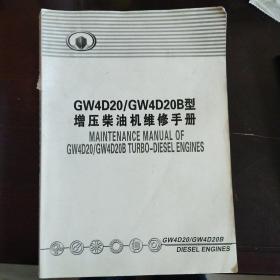 GW4D20/GW4D20B型
增压柴油机维修手册
MAINTENANCE MANUAL OF
GW4D20/GW4D20B TURBO-DIESEL ENGINES
GW4D20/GW4D20B
DIESEL ENGINES